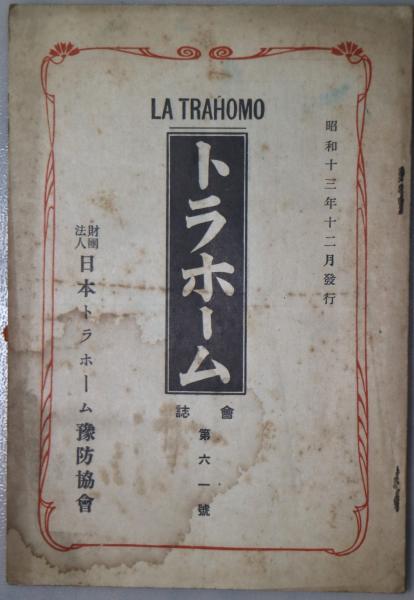 昭和十三年十二月發行
LA TRAHOMO
トラホーム
會誌
第六一號
財團法人
日本トラホーム豫防協會